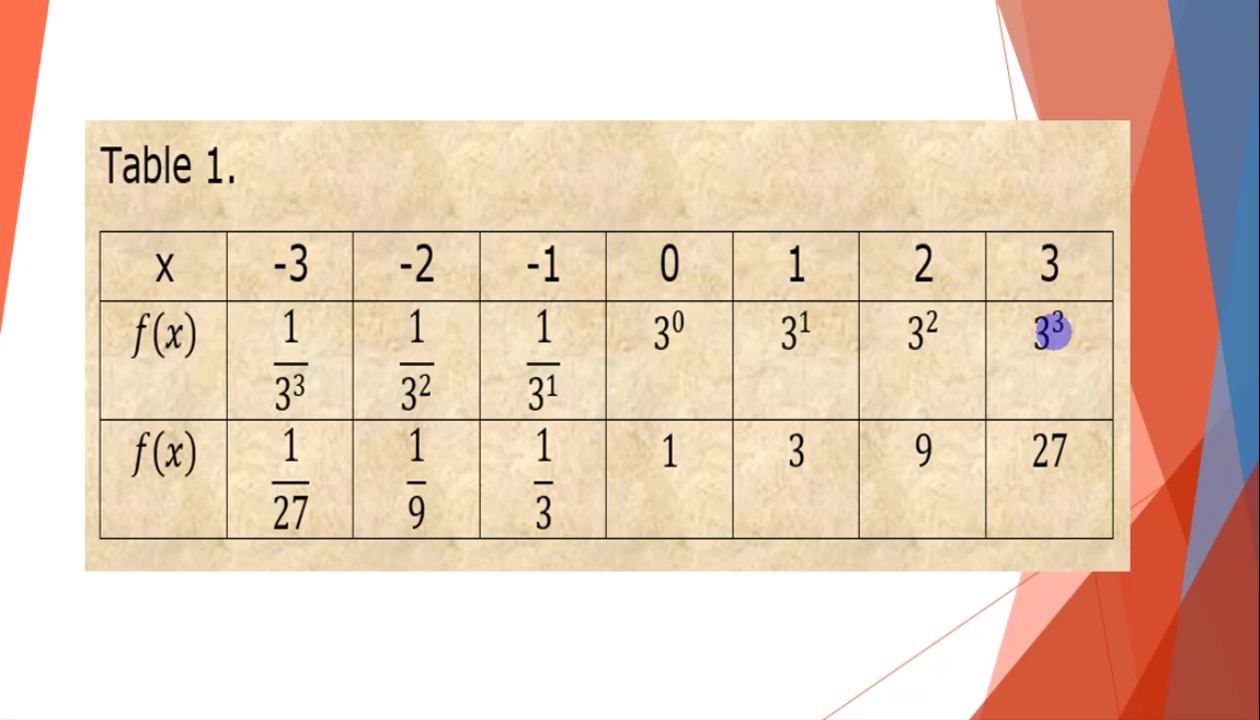 Table 1.
x -3 -2 -1 0 1 2 3
f(x) 1/3³ 1/3² 1/3¹ 3⁰ 3¹ 3² 3³
f(x) 1/27 1/9 1/3 1 3 9 27